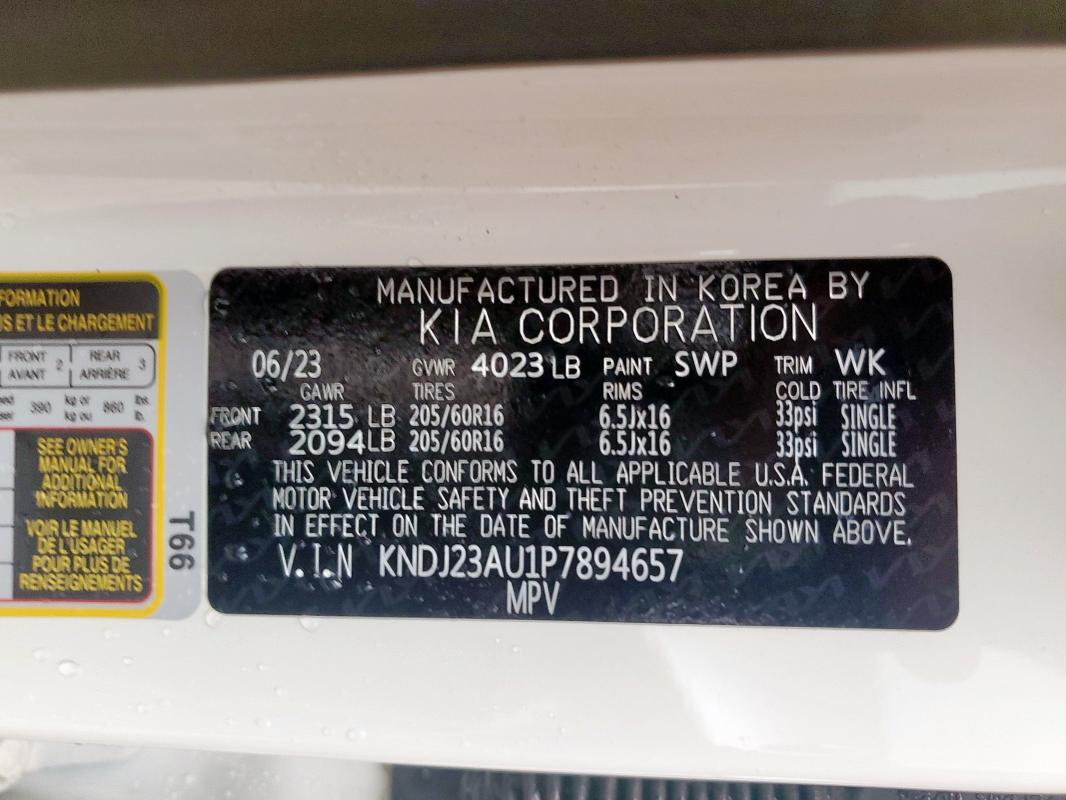 MANUFACTURED IN KOREA BY
KIA CORPORATION
06/23 GVWR 4023 LB PAINT SWP TRIM WK
GAWR TIRES RIMS COLD TIRE INFL
FRONT 2315 LB 205/60R16 6.5Jx16 33psi SINGLE
REAR 2094 LB 205/60R16 6.5Jx16 33psi SINGLE
THIS VEHICLE CONFORMS TO ALL APPLICABLE U.S.A. FEDERAL
MOTOR VEHICLE SAFETY AND THEFT PREVENTION STANDARDS
IN EFFECT ON THE DATE OF MANUFACTURE SHOWN ABOVE.
V.I.N KNDJ23AU1P7894657
MPV
FORMATION
S ET LE CHARGEMENT
FRONT 2 REAR 3
AVANT ARRIÈRE
390 kg or 860 lbs.
kg ou lb.
SEE OWNER'S
MANUAL FOR
ADDITIONAL
INFORMATION
VOIR LE MANUEL
DE L'USAGER
POUR PLUS DE
RENSEIGNEMENTS
T66